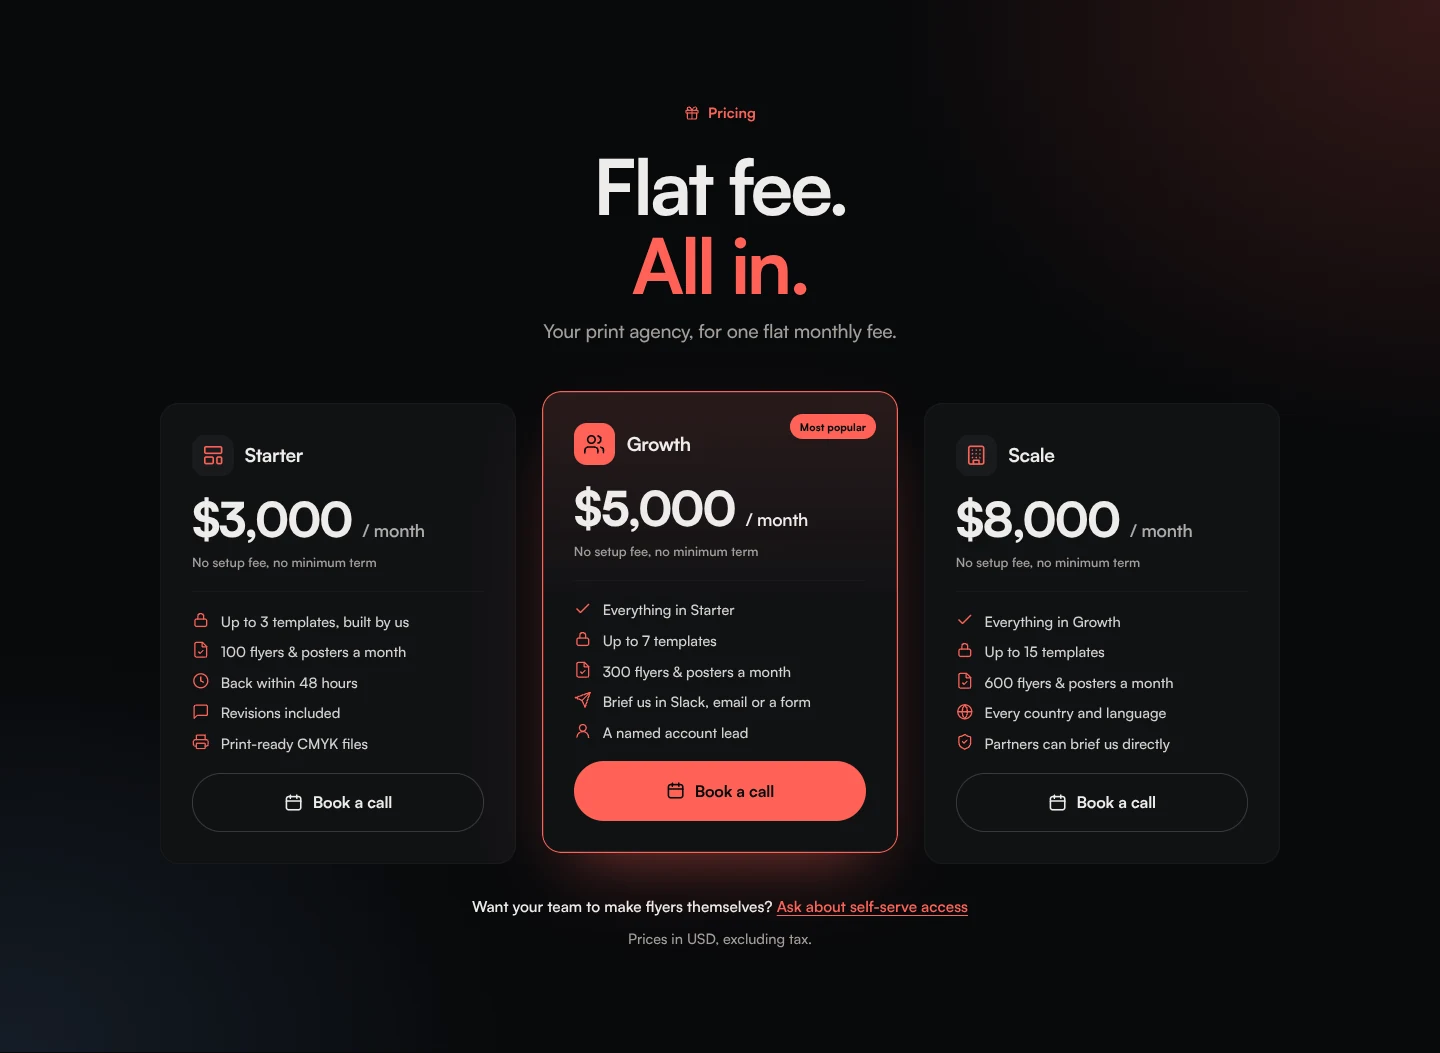 Pricing
Flat fee.
All in.
Your print agency, for one flat monthly fee.
Starter
$3,000 / month
No setup fee, no minimum term
Up to 3 templates, built by us
100 flyers & posters a month
Back within 48 hours
Revisions included
Print-ready CMYK files
Book a call
Most popular
Growth
$5,000 / month
No setup fee, no minimum term
Everything in Starter
Up to 7 templates
300 flyers & posters a month
Brief us in Slack, email or a form
A named account lead
Book a call
Scale
$8,000 / month
No setup fee, no minimum term
Everything in Growth
Up to 15 templates
600 flyers & posters a month
Every country and language
Partners can brief us directly
Book a call
Want your team to make flyers themselves? Ask about self-serve access
Prices in USD, excluding tax.